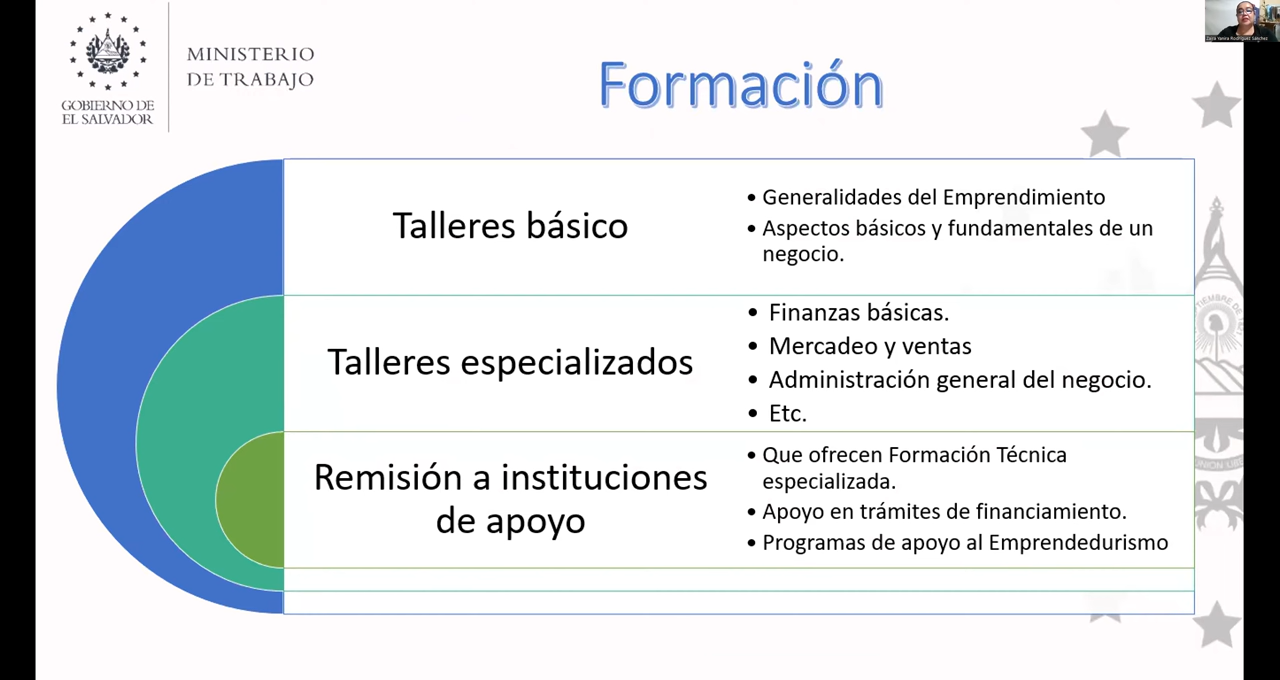 GOBIERNO DE
EL SALVADOR
MINISTERIO
DE TRABAJO
Formación
Talleres básico
• Generalidades del Emprendimiento
• Aspectos básicos y fundamentales de un
negocio.
Talleres especializados
• Finanzas básicas.
• Mercadeo y ventas
• Administración general del negocio.
• Etc.
Remisión a instituciones
de apoyo
• Que ofrecen Formación Técnica
especializada.
• Apoyo en trámites de financiamiento.
• Programas de apoyo al Emprendedurismo